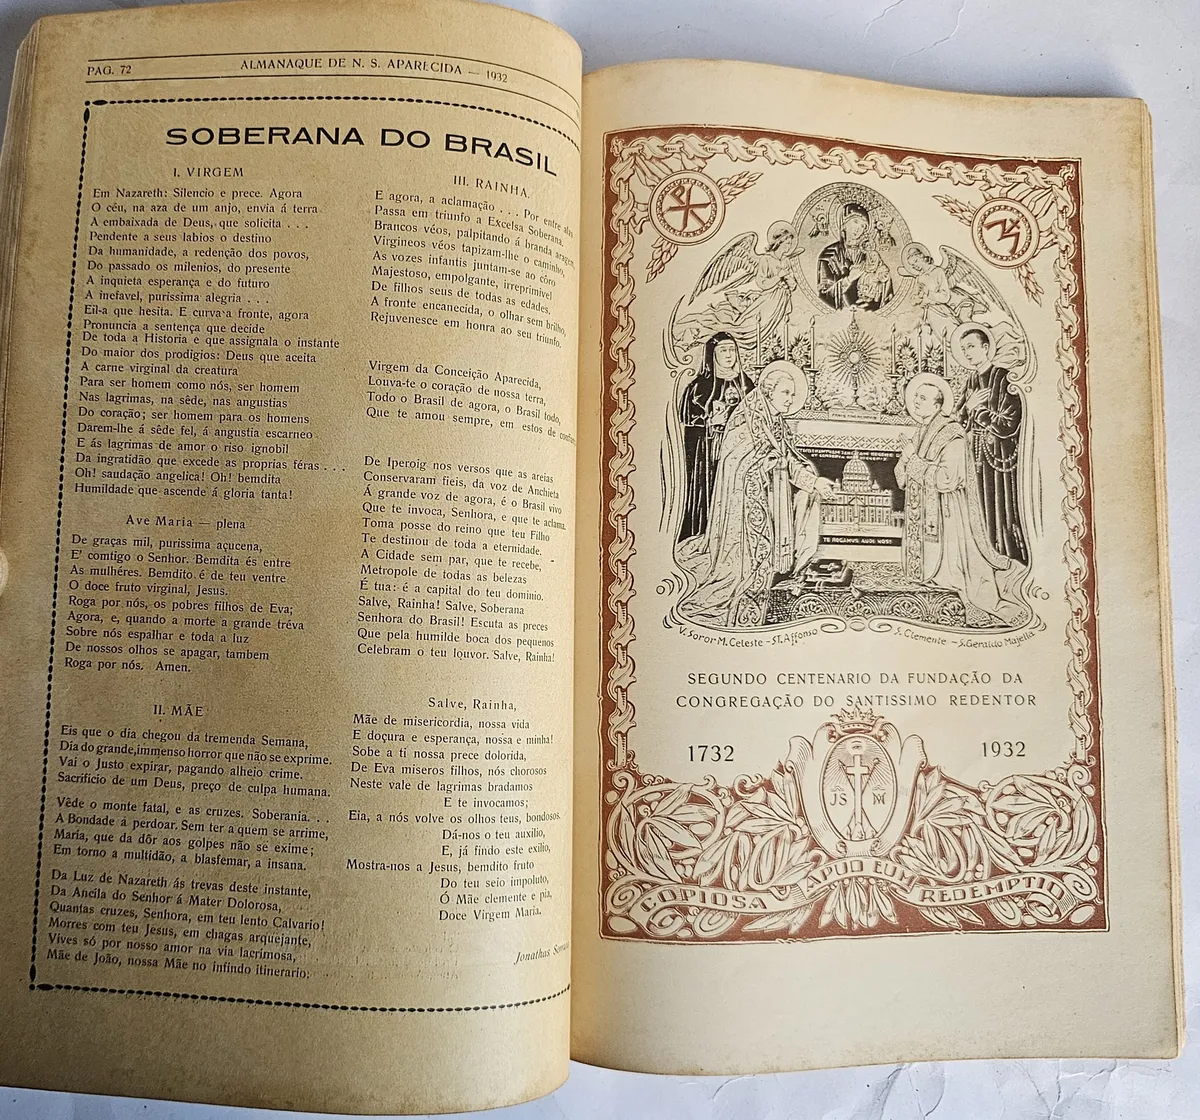 PAG. 72
ALMANAQUE DE N. S. APARECIDA — 1932
SOBERANA DO BRASIL
I. VIRGEM
Em Nazareth: Silencio e prece. Agora
O céu, na aza de um anjo, envia á terra
A embaixada de Deus, que solicita . . .
Pendente a seus labios o destino
Da humanidade, a redenção dos povos,
Do passado os milenios, do presente
A inquieta esperança e do futuro
A inefavel, purissima alegria . . .
Eil-a que hesita. E curva a fronte, agora
Pronuncia a sentença que decide
De toda a Historia e que assignala o instante
Do maior dos prodigios: Deus que aceita
A carne virginal da creatura
Para ser homem como nós, ser homem
Nas lagrimas, na sêde, nas angustias
Do coração; ser homem para os homens
Darem-lhe á sêde fel, á angustia escarneo
E ás lagrimas de amor o riso ignobil
Da ingratidão que excede as proprias féras . . .
Oh! saudação angelica! Oh! bemdita
Humildade que ascende á gloria tanta!
Ave Maria — plena
De graças mil, purissima açucena,
E' comtigo o Senhor. Bemdita és entre
As mulhéres. Bemdito é de teu ventre
O doce fruto virginal, Jesus.
Roga por nós, os pobres filhos de Eva;
Agora, e, quando a morte a grande tréva
Sobre nós espalhar e toda a luz
De nossos olhos se apagar, tambem
Roga por nós. Amen.
II. MÃE
Eis que o dia chegou da tremenda Semana,
Dia do grande, immenso horror que não se exprime.
Vai o Justo expirar, pagando alheio crime.
Sacrificio de um Deus, preço de culpa humana.
Vêde o monte fatal, e as cruzes. Soberania. . .
A Bondade á perdoar. Sem ter a quem se arrime,
Maria, que da dôr aos golpes não se exime;
Em torno a multidão, a blasfemar, a insana.
Da Luz de Nazareth ás trevas deste instante,
Da Ancila do Senhor á Mater Dolorosa,
Quantas cruzes, Senhora, em teu lento Calvario!
Morres com teu Jesus, em chagas arquejante,
Vives só por nosso amor na via lacrimosa,
Mãe de João, nossa Mãe no infindo itinerario;
III. RAINHA
E agora, a aclamação . . . Por entre
Passa em triunfo a Excelsa Soberana.
Brancos véos, palpitando á branda aragem,
Virgineos véos tapizam-lhe o caminho,
As vozes infantis juntam-se ao côro
Majestoso, empolgante, irreprimivel
De filhos seus de todas as edades.
A fronte encanecida, o olhar sem brilho,
Rejuvenesce em honra ao seu triunfo.
Virgem da Conceição Aparecida,
Louva-te o coração de nossa terra,
Todo o Brasil de agora, o Brasil todo,
Que te amou sempre, em estos de
De Iperoig nos versos que as areias
Conservaram fieis, da voz de Anchieta
Á grande voz de agora, é o Brasil vivo
Que te invoca, Senhora, e que te aclama.
Toma posse do reino que teu Filho
Te destinou de toda a eternidade.
A Cidade sem par, que te recebe,
Metropole de todas as belezas
É tua: é a capital do teu dominio.
Salve, Rainha! Salve, Soberana
Senhora do Brasil! Escuta as preces
Que pela humilde boca dos pequenos
Celebram o teu louvor. Salve, Rainha!
Salve, Rainha,
Mãe de misericordia, nossa vida
E doçura e esperança, nossa e minha!
Sobe a ti nossa prece dolorida,
De Eva miseros filhos, nós chorosos
Neste vale de lagrimas bradamos
E te invocamos;
Eia, a nós volve os olhos teus, bondosos.
Dá-nos o teu auxilio,
E, já findo este exilio,
Mostra-nos a Jesus, bemdito fruto
Do teu seio impoluto,
Ó Mãe clemente e pia,
Doce Virgem Maria.
Jonathas
TE ROGAMUS AUDI NOS!
V. Soror M. Celeste – ST. Affonso
S. Clemente – S. Geraldo Majella
SEGUNDO CENTENARIO DA FUNDAÇÃO DA
CONGREGAÇÃO DO SANTISSIMO REDENTOR
1732 1932
JS M
COPIOSA APUD EUM REDEMPTIO